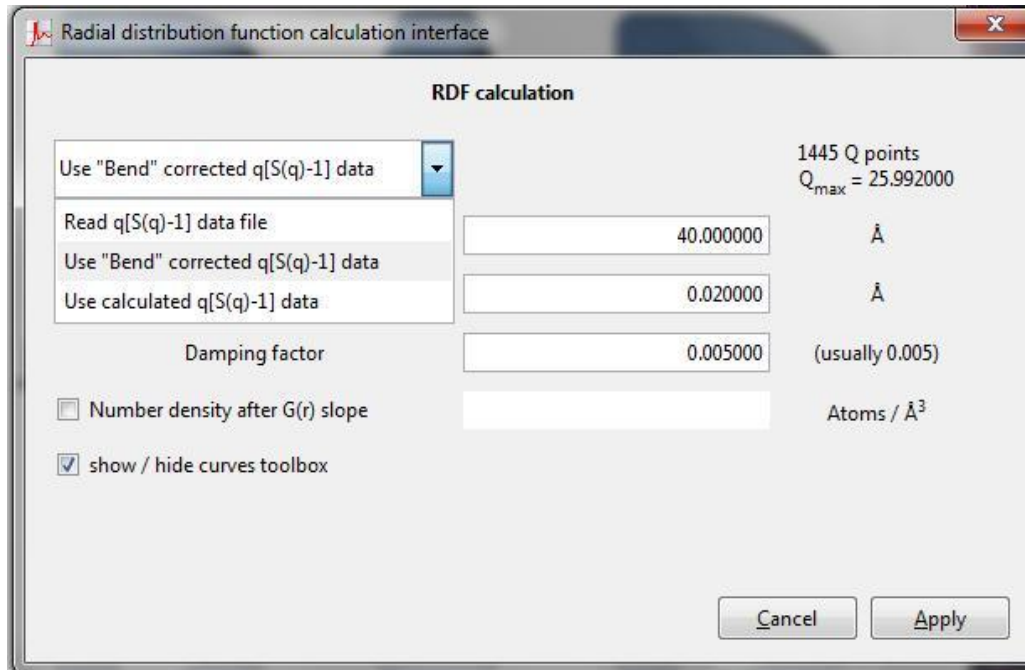 Radial distribution function calculation interface
RDF calculation
Use "Bend" corrected q[S(q)-1] data
1445 Q points
Qmax = 25.992000
Read q[S(q)-1] data file
Use "Bend" corrected q[S(q)-1] data
Use calculated q[S(q)-1] data
40.000000 Å
0.020000 Å
Damping factor 0.005000 (usually 0.005)
Number density after G(r) slope Atoms / Å³
show / hide curves toolbox
Cancel Apply